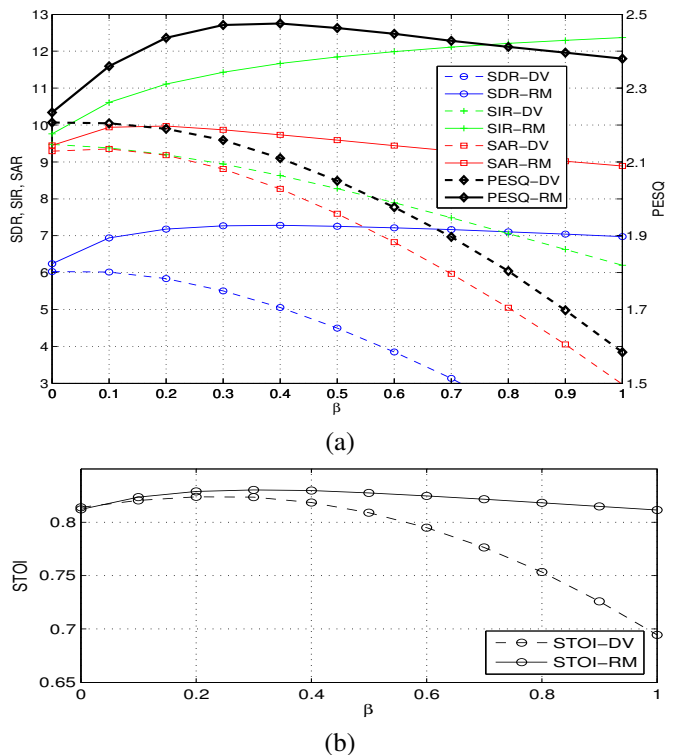 13
12
11
10
9
8
7
6
5
4
3
SDR, SIR, SAR
2.5
2.3
2.1
1.9
1.7
1.5
PESQ
SDR-DV
SDR-RM
SIR-DV
SIR-RM
SAR-DV
SAR-RM
PESQ-DV
PESQ-RM
0 0.1 0.2 0.3 0.4 0.5 0.6 0.7 0.8 0.9 1
β
(a)
0.8
0.75
0.7
0.65
STOI
STOI-DV
STOI-RM
0 0.2 0.4 0.6 0.8 1
β
(b)